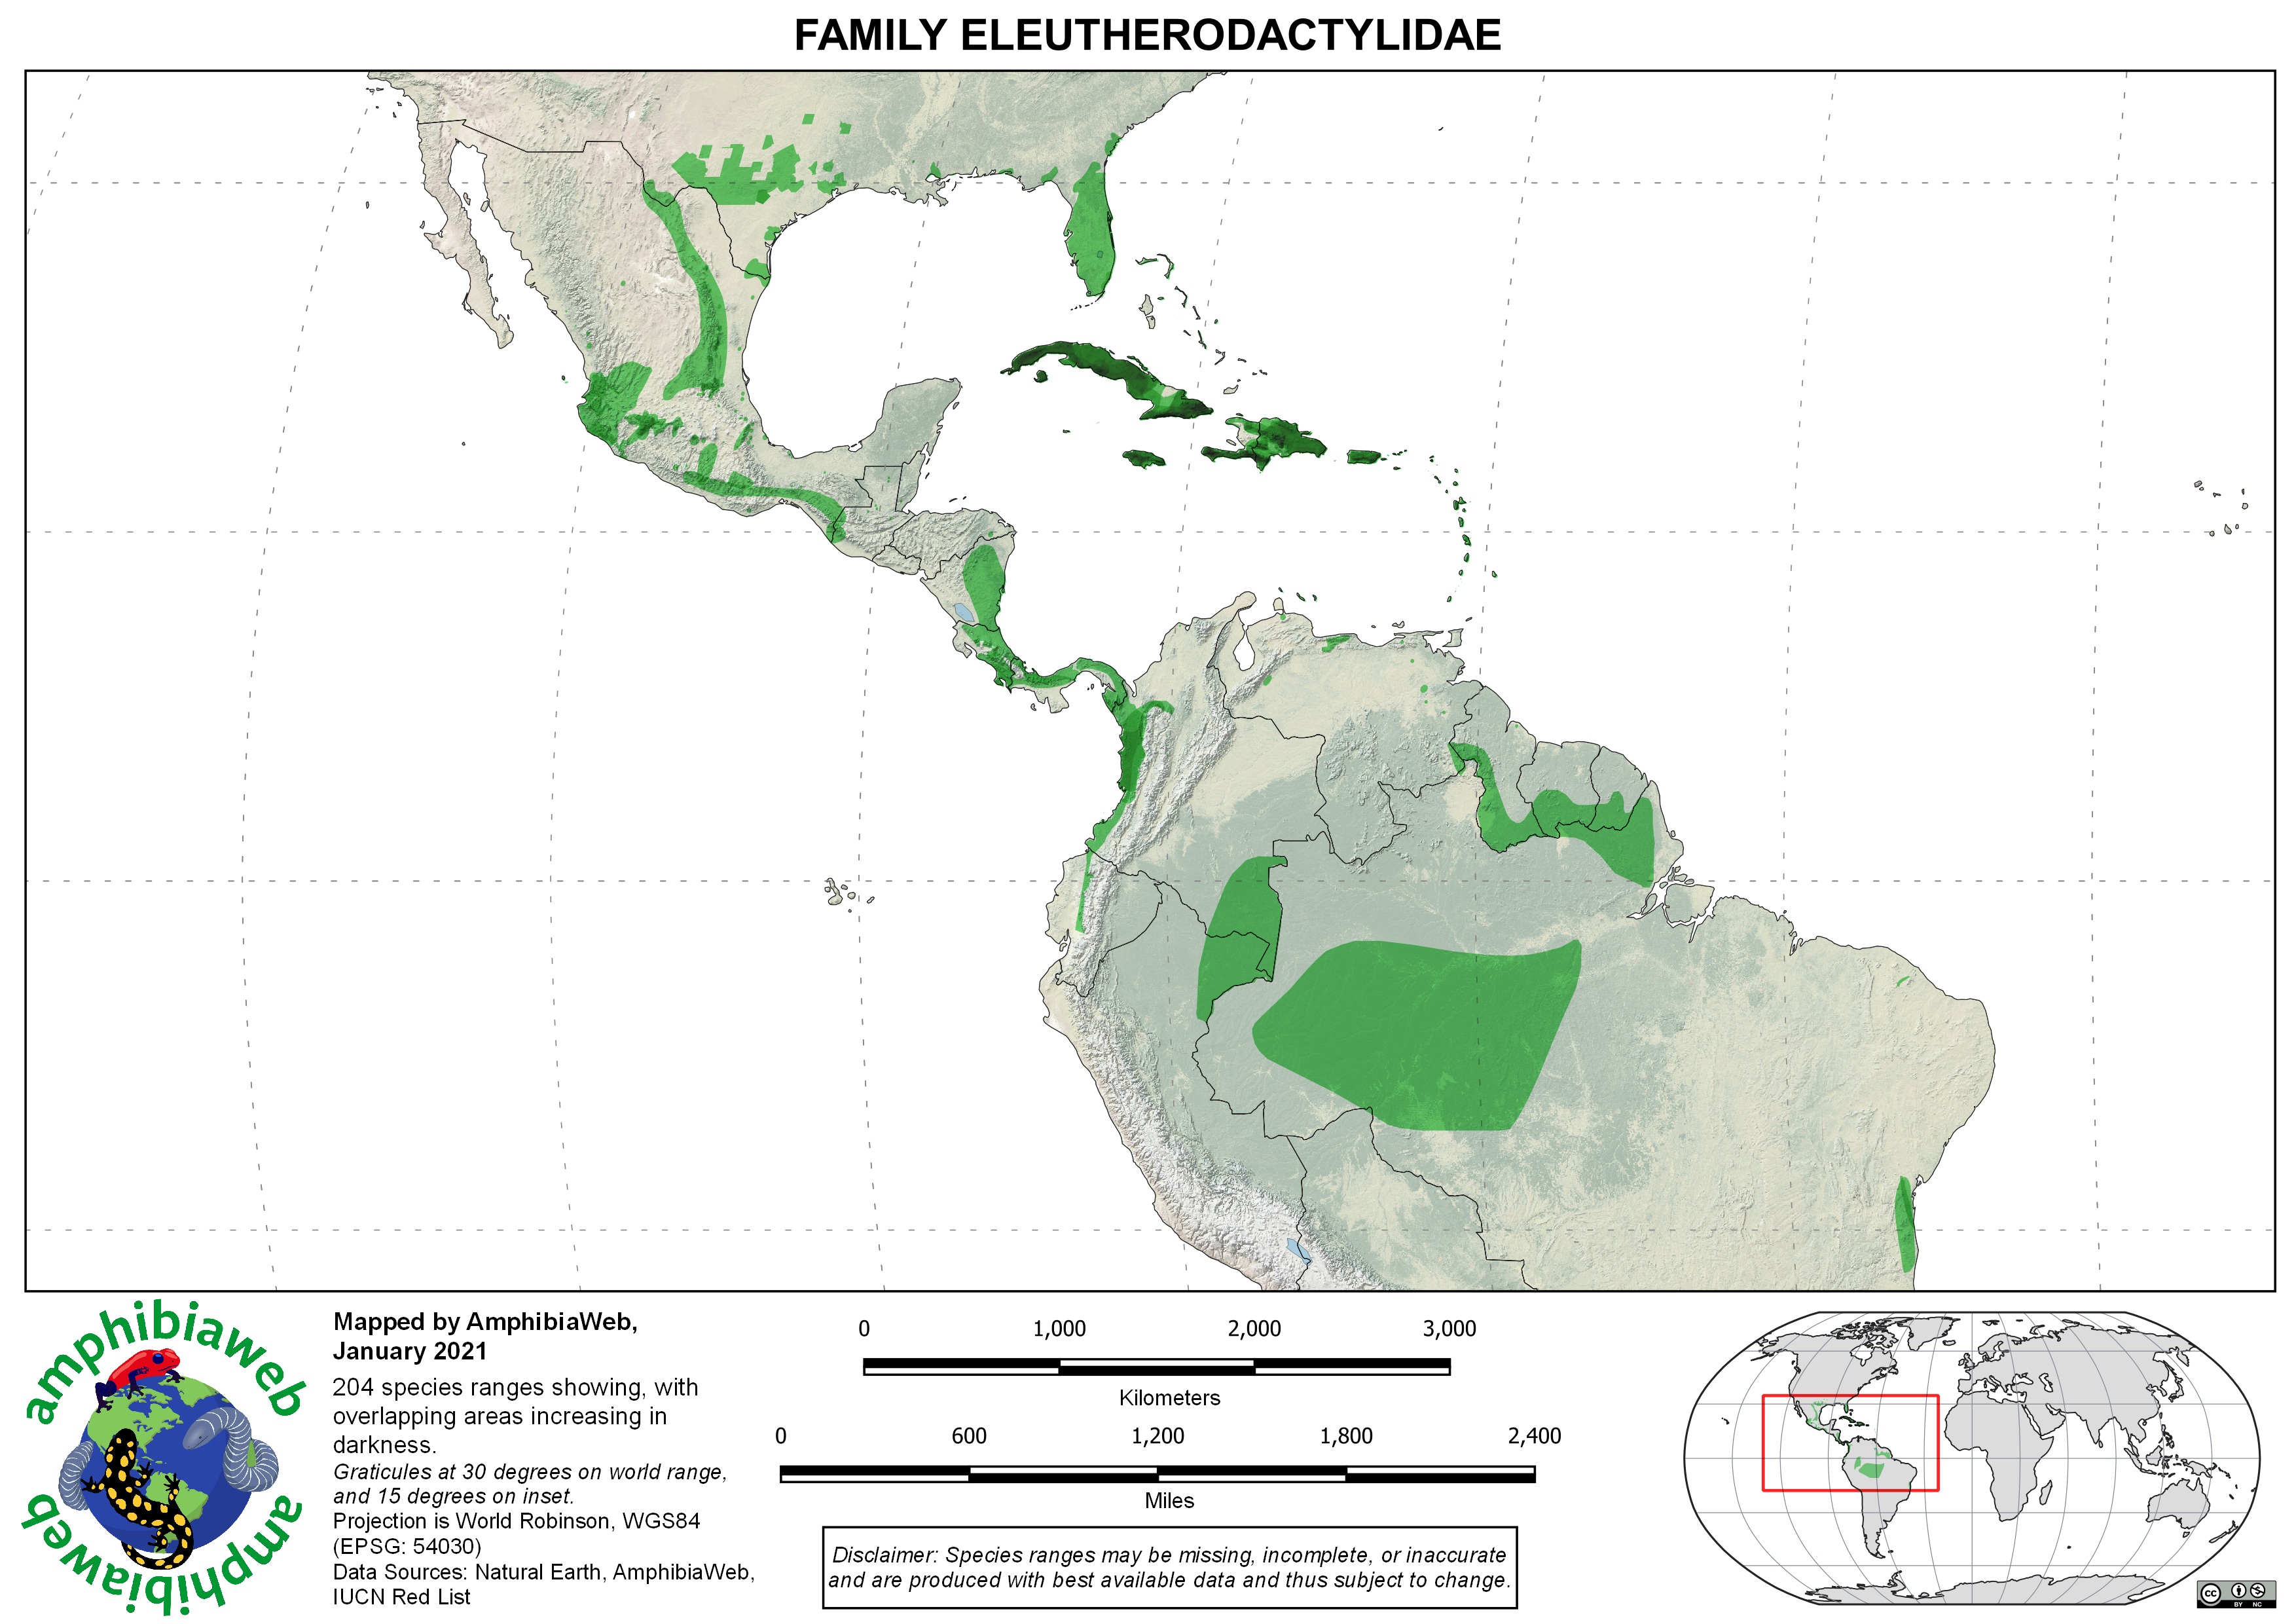 FAMILY ELEUTHERODACTYLIDAE
amphibiaweb
amphibiaweb
Mapped by AmphibiaWeb,
January 2021
204 species ranges showing, with
overlapping areas increasing in
darkness.
Graticules at 30 degrees on world range,
and 15 degrees on inset.
Projection is World Robinson, WGS84
(EPSG: 54030)
Data Sources: Natural Earth, AmphibiaWeb,
IUCN Red List
0 1,000 2,000 3,000
Kilometers
0 600 1,200 1,800 2,400
Miles
Disclaimer: Species ranges may be missing, incomplete, or inaccurate
and are produced with best available data and thus subject to change.
cc
BY NC